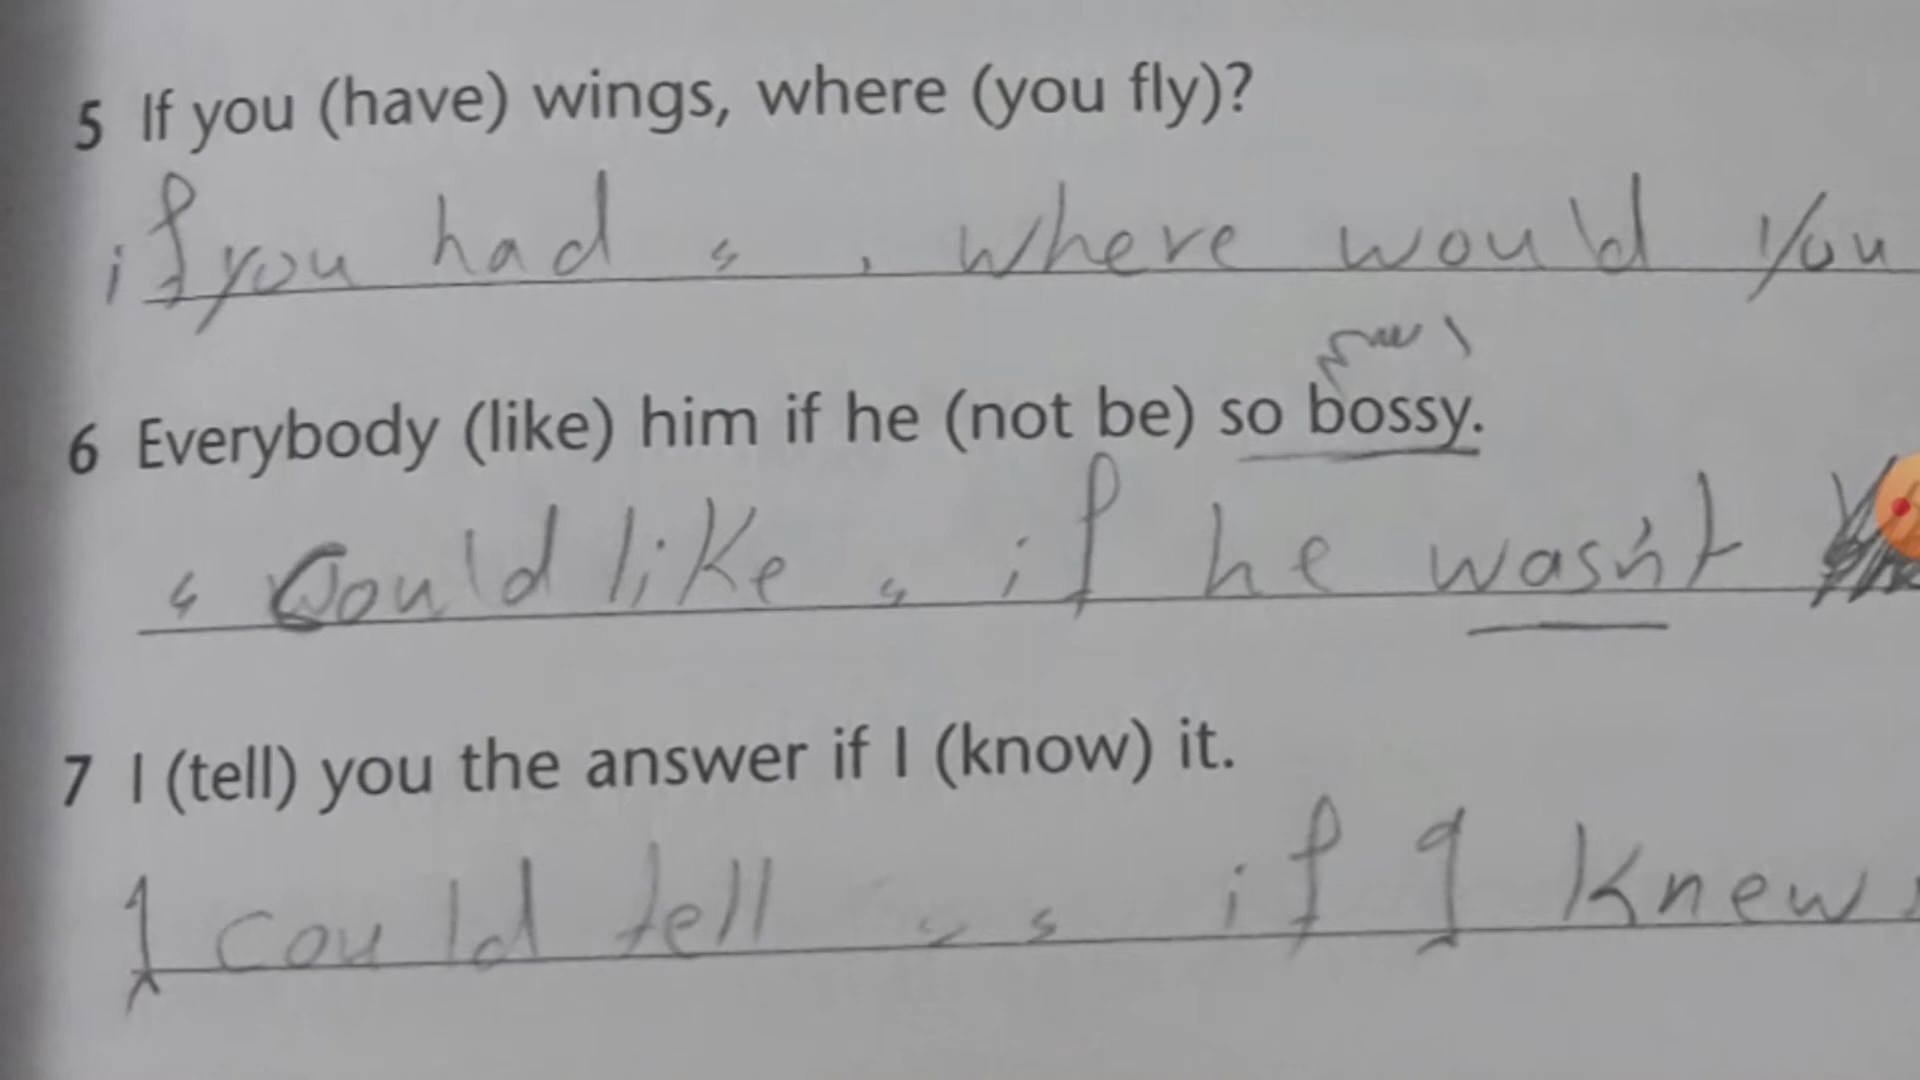 5 If you (have) wings, where (you fly)?
if you had , where would you
6 Everybody (like) him if he (not be) so bossy.
would like if he wasn't
7 I (tell) you the answer if I (know) it.
I could tell if I knew